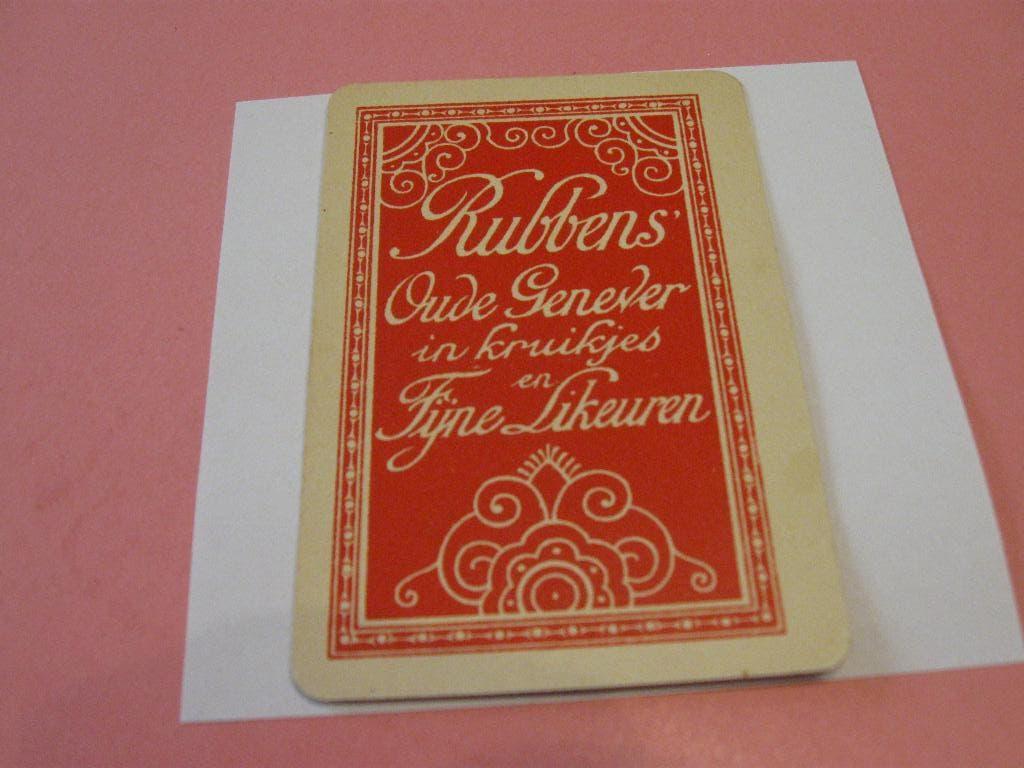 Rubbens'
Oude Genever
in kruikjes
en
Fijne Likeuren